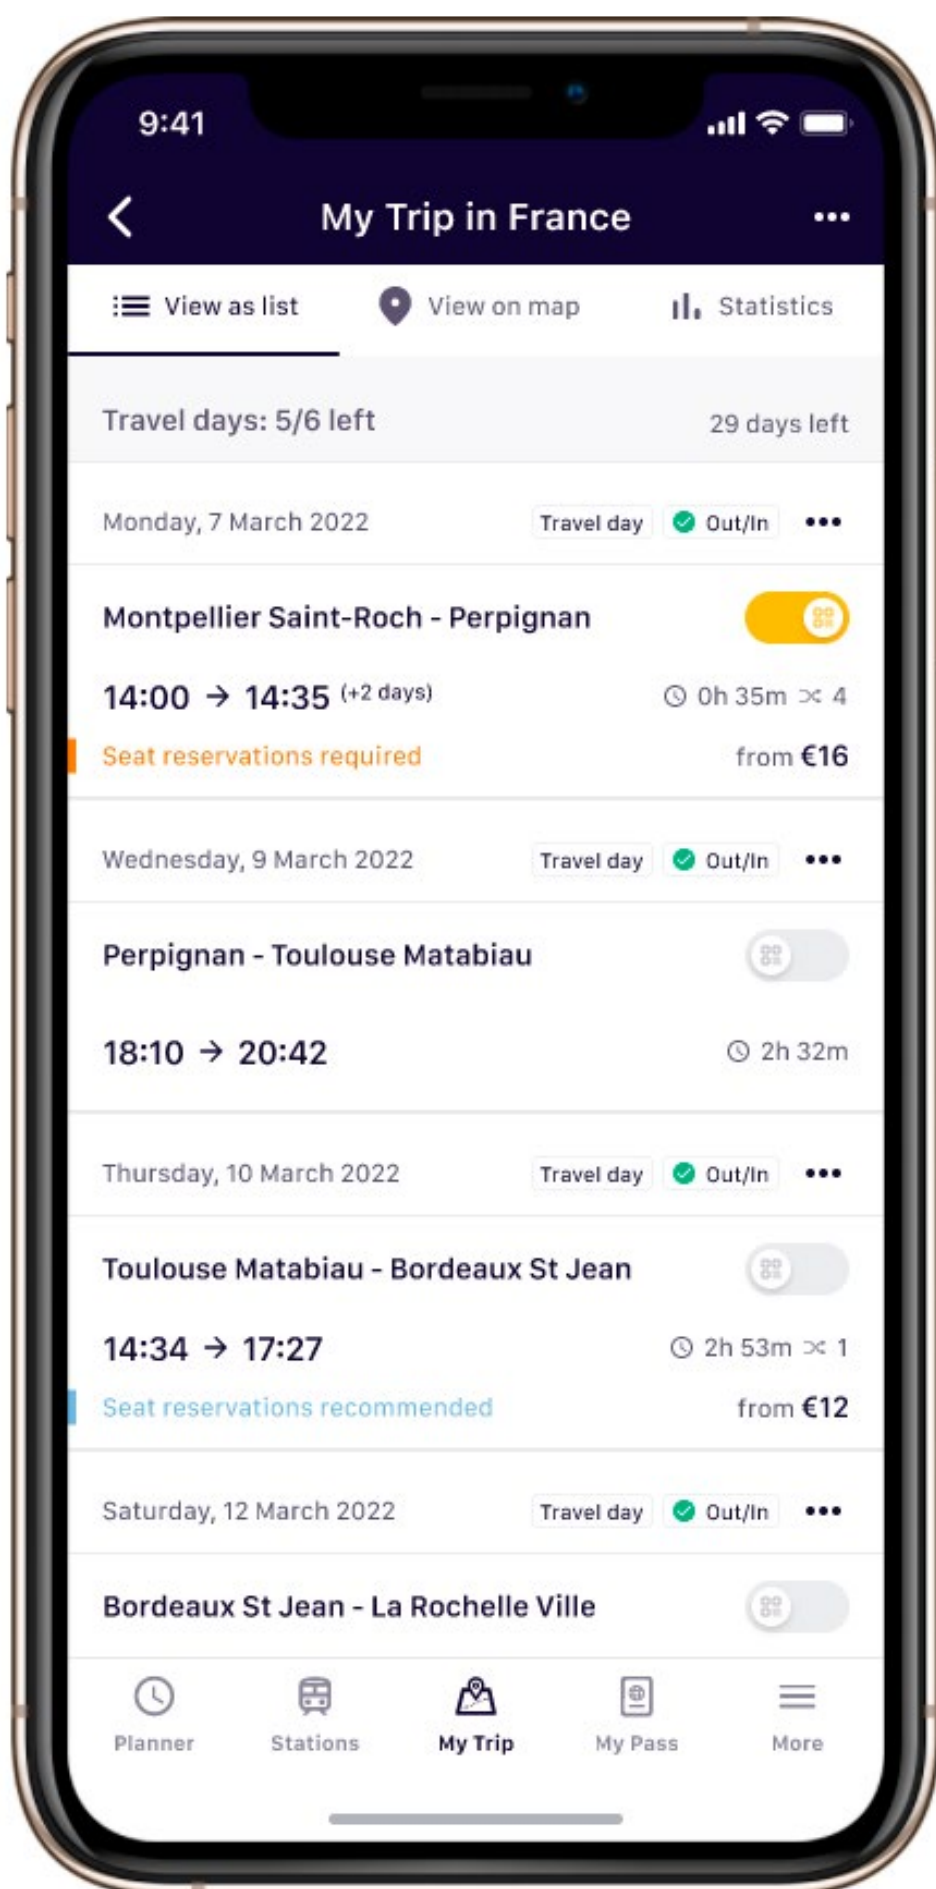 9:41
My Trip in France
View as list View on map Statistics
Travel days: 5/6 left 29 days left
Monday, 7 March 2022 Travel day Out/In
Montpellier Saint-Roch - Perpignan
14:00 → 14:35 (+2 days) 0h 35m 4
Seat reservations required from €16
Wednesday, 9 March 2022 Travel day Out/In
Perpignan - Toulouse Matabiau
18:10 → 20:42 2h 32m
Thursday, 10 March 2022 Travel day Out/In
Toulouse Matabiau - Bordeaux St Jean
14:34 → 17:27 2h 53m 1
Seat reservations recommended from €12
Saturday, 12 March 2022 Travel day Out/In
Bordeaux St Jean - La Rochelle Ville
Planner Stations My Trip My Pass More